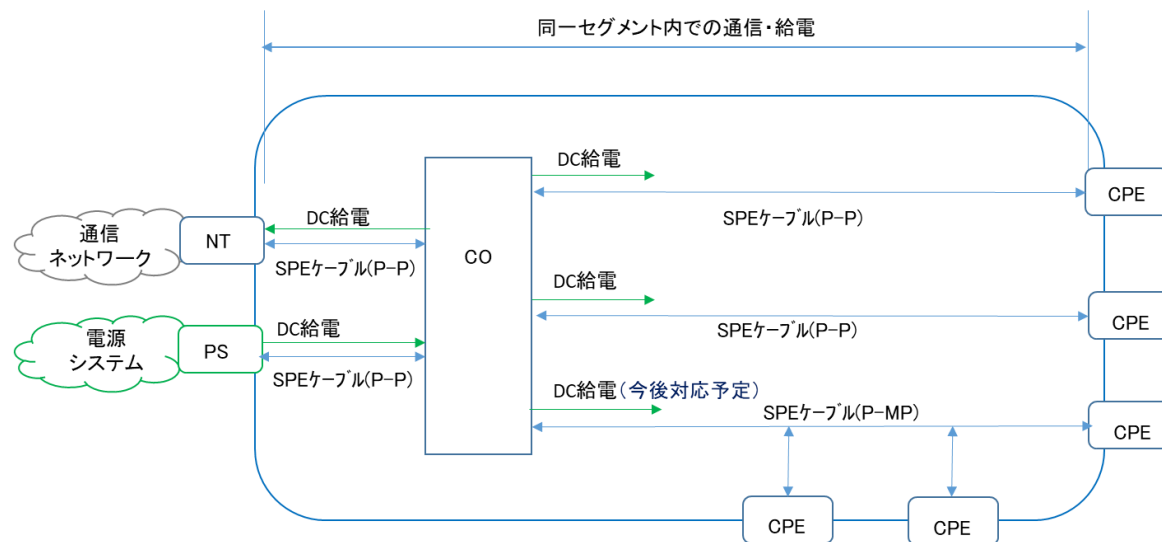 同一セグメント内での通信・給電
DC給電
SPEケーブル(P-P)
CPE
通信
ネットワーク
NT
DC給電
SPEケーブル(P-P)
CO
DC給電
SPEケーブル(P-P)
CPE
電源
システム
PS
DC給電
SPEケーブル(P-P)
DC給電(今後対応予定)
SPEケーブル(P-MP)
CPE
CPE
CPE